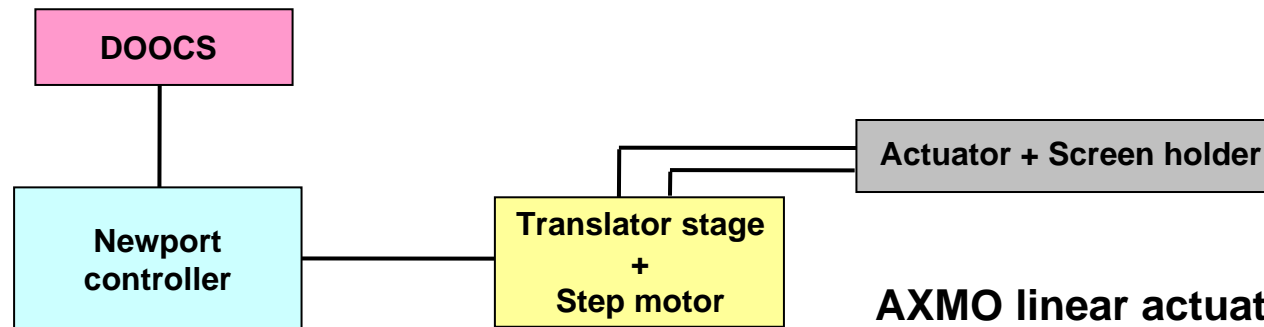 DOOCS
Actuator + Screen holder
Newport
controller
Translator stage
+
Step motor
AXMO linear actuat